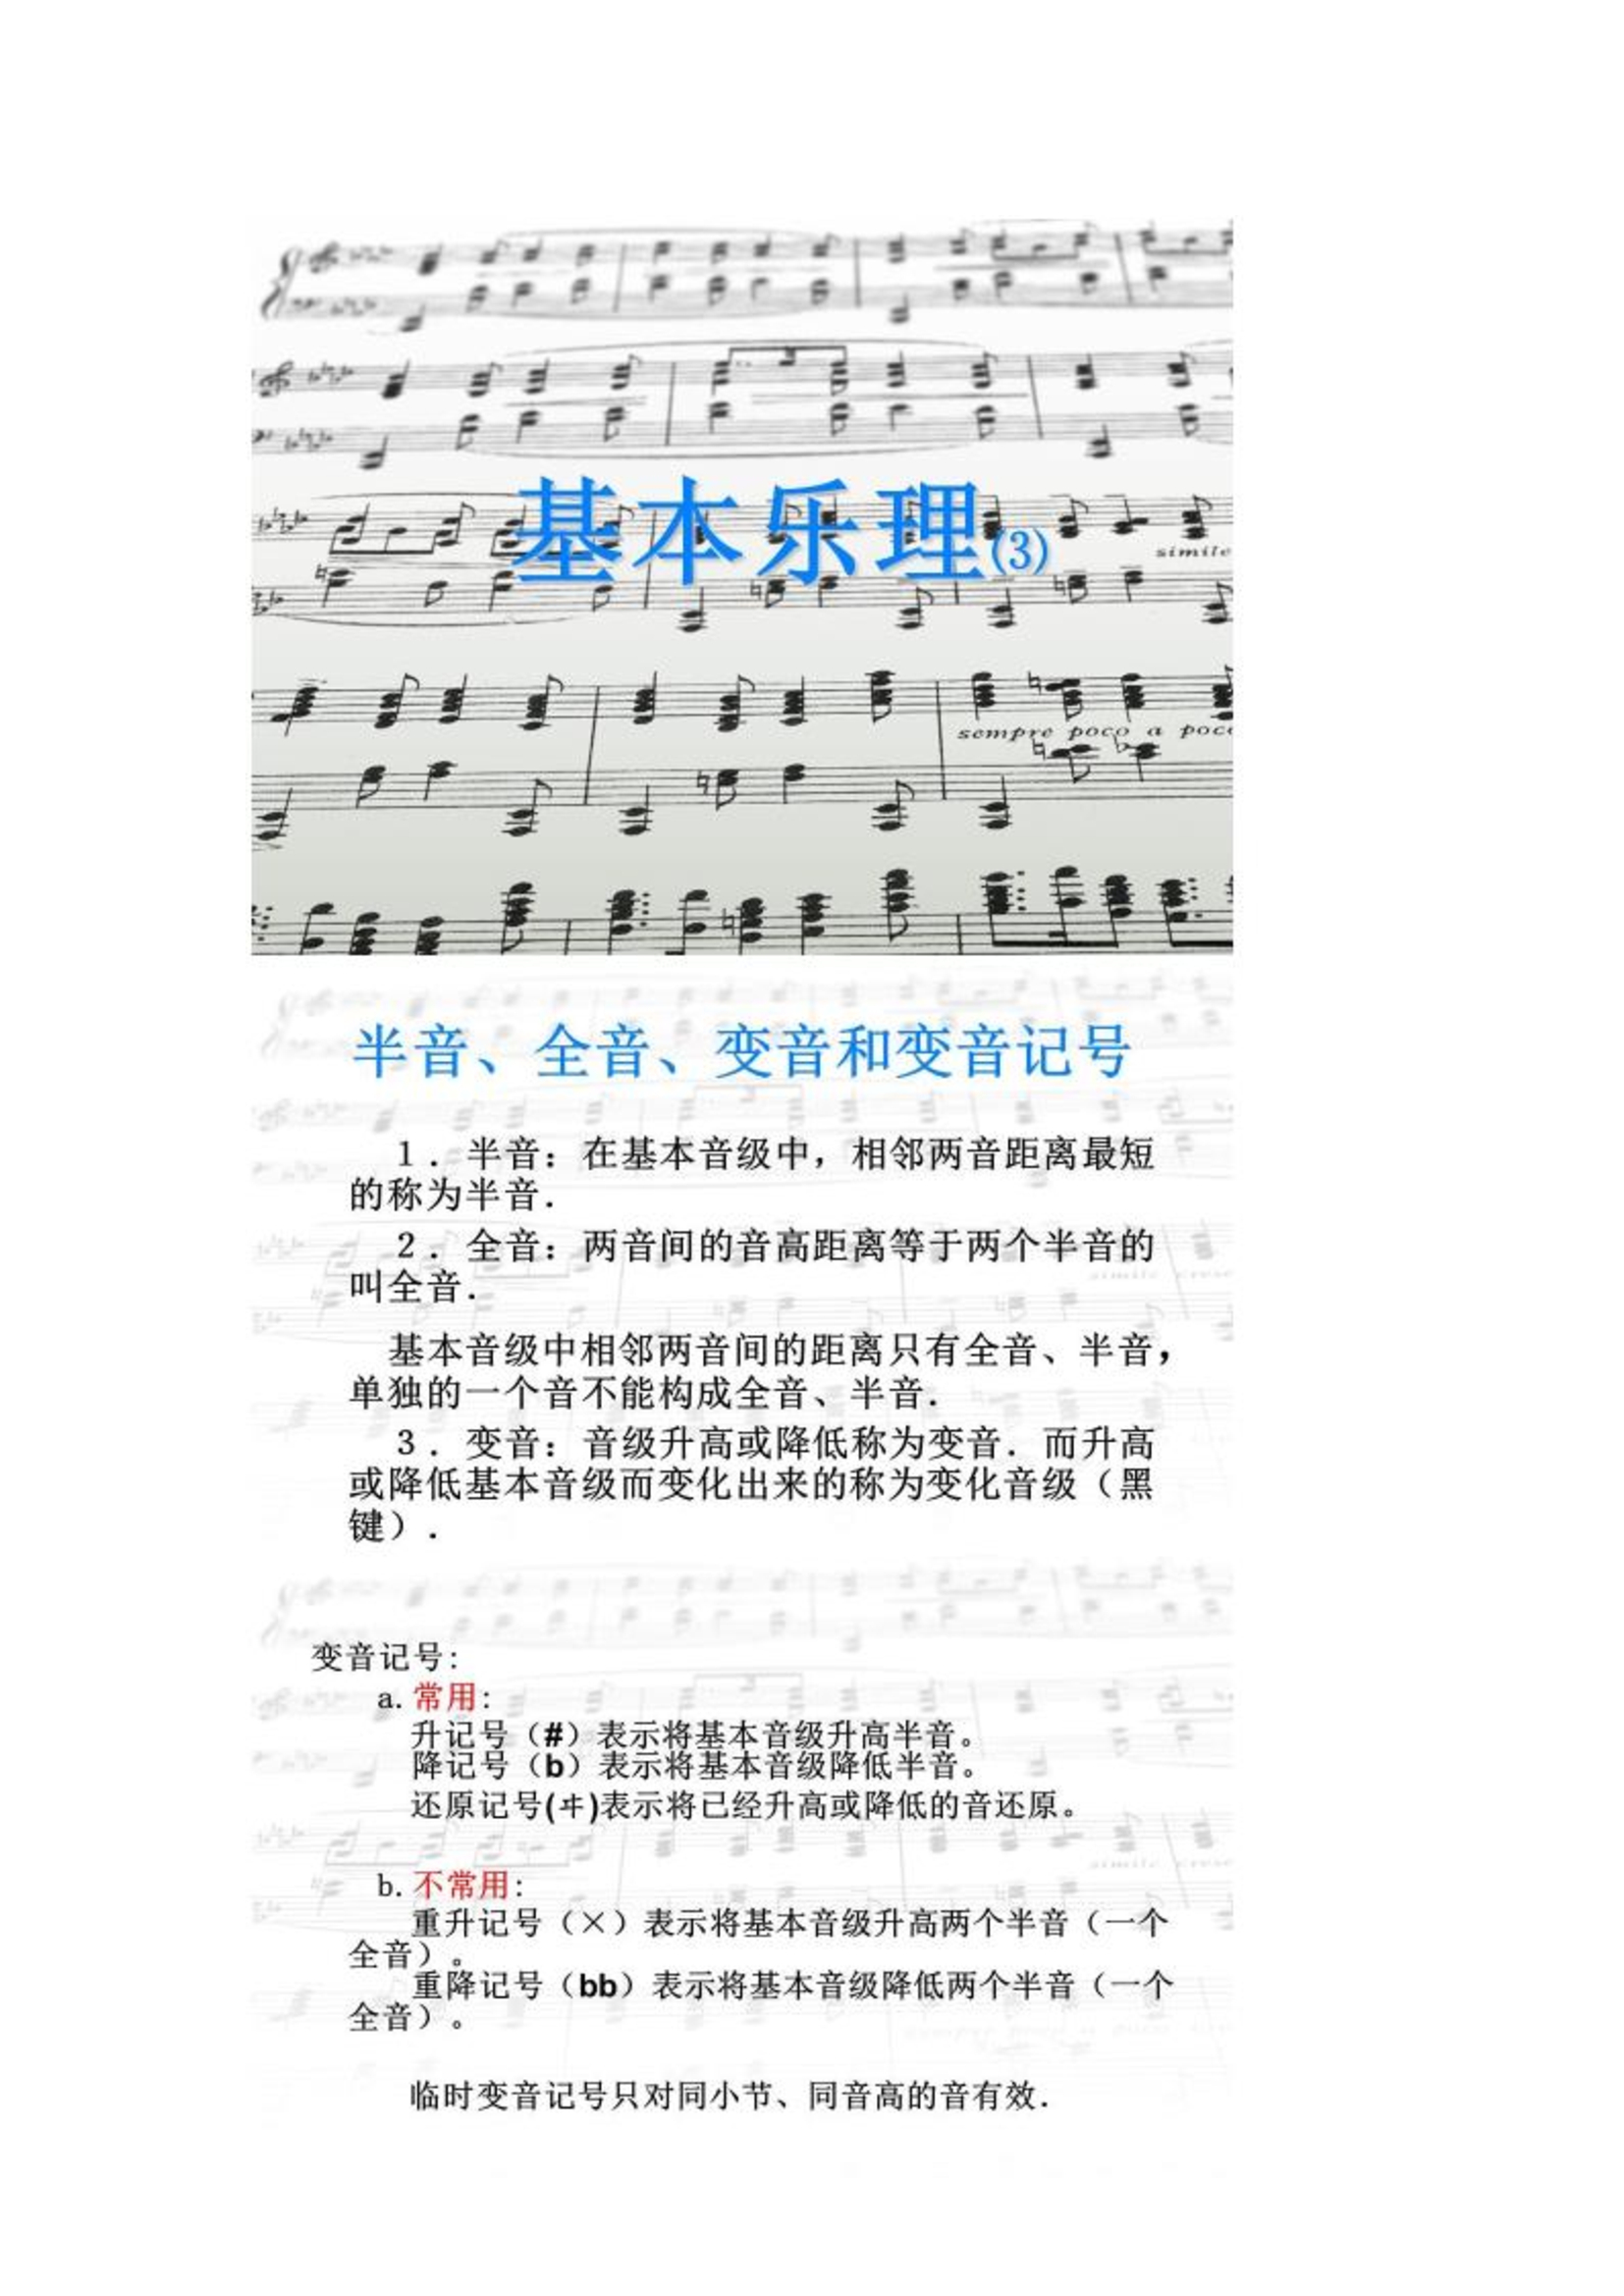 基本乐理(3)
simile
sempre poco a poco
半音、全音、变音和变音记号
1．半音：在基本音级中，相邻两音距离最短
的称为半音．
2．全音：两音间的音高距离等于两个半音的
叫全音．
基本音级中相邻两音间的距离只有全音、半音，
单独的一个音不能构成全音、半音．
3．变音：音级升高或降低称为变音．而升高
或降低基本音级而变化出来的称为变化音级（黑
键）．
变音记号：
a. 常用：
升记号（#）表示将基本音级升高半音。
降记号（b）表示将基本音级降低半音。
还原记号(㐄)表示将已经升高或降低的音还原。
b. 不常用：
重升记号（×）表示将基本音级升高两个半音（一个
全音）。
重降记号（bb）表示将基本音级降低两个半音（一个
全音）。
临时变音记号只对同小节、同音高的音有效．